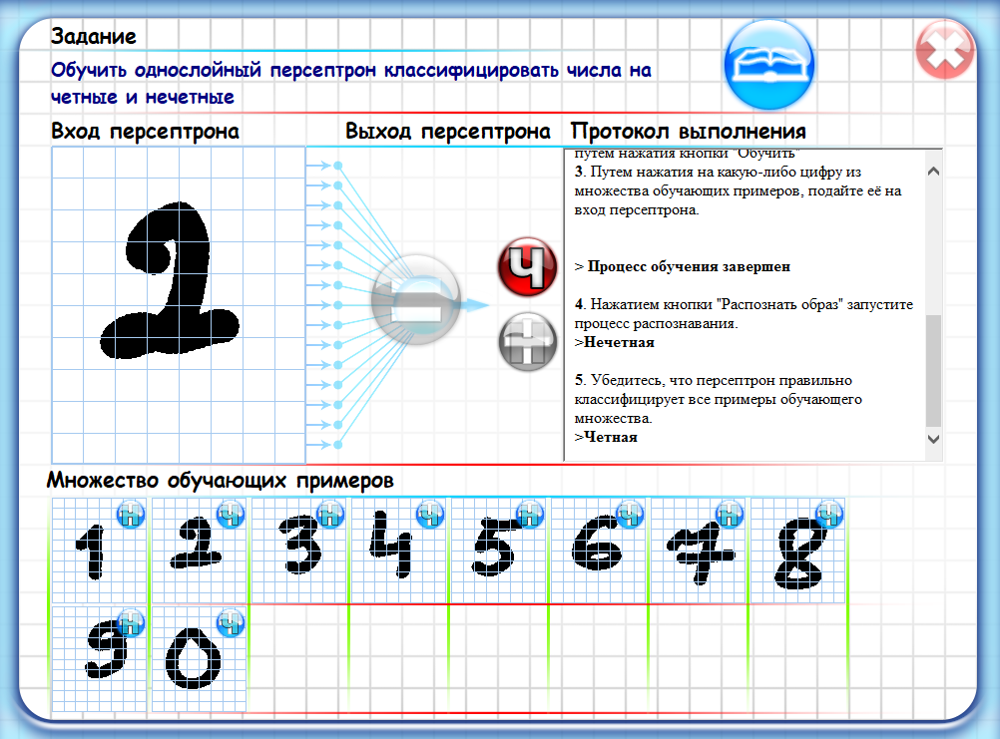 Задание
Обучить однослойный персептрон классифицировать числа на
четные и нечетные
Вход персептрона
Выход персептрона
Протокол выполнения
2
Ч
Н
путем нажатия кнопки "Обучить"
3. Путем нажатия на какую-либо цифру из
множества обучающих примеров, подайте её на
вход персептрона.
> Процесс обучения завершен
4. Нажатием кнопки "Распознать образ" запустите
процесс распознавания.
>Нечетная
5. Убедитесь, что персептрон правильно
классифицирует все примеры обучающего
множества.
>Четная
Множество обучающих примеров
1 Н 2 Ч 3 Н 4 Ч 5 Н 6 Ч 7 Н 8 Ч
9 Н 0 Ч